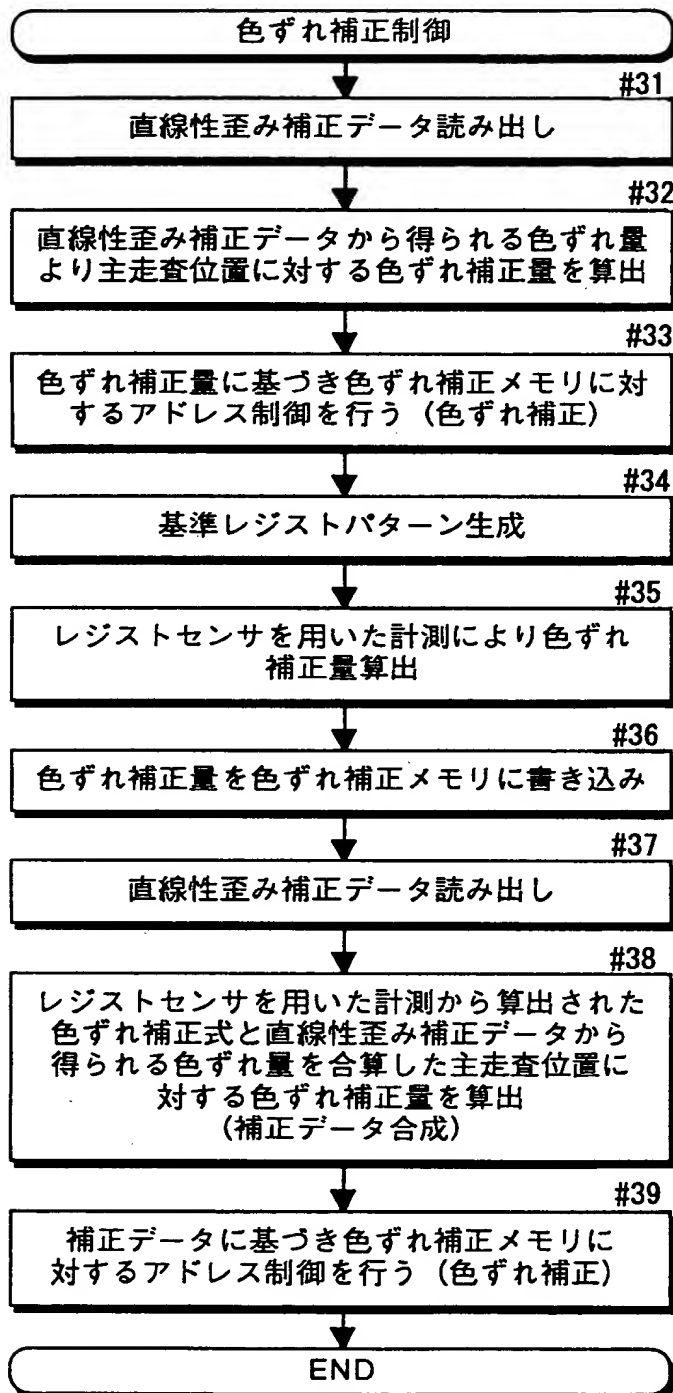 色ずれ補正制御
#31
直線性歪み補正データ読み出し
#32
直線性歪み補正データから得られる色ずれ量
より主走査位置に対する色ずれ補正量を算出
#33
色ずれ補正量に基づき色ずれ補正メモリに対
するアドレス制御を行う（色ずれ補正）
#34
基準レジストパターン生成
#35
レジストセンサを用いた計測により色ずれ
補正量算出
#36
色ずれ補正量を色ずれ補正メモリに書き込み
#37
直線性歪み補正データ読み出し
#38
レジストセンサを用いた計測から算出された
色ずれ補正式と直線性歪み補正データから
得られる色ずれ量を合算した主走査位置に
対する色ずれ補正量を算出
(補正データ合成)
#39
補正データに基づき色ずれ補正メモリに
対するアドレス制御を行う（色ずれ補正）
END